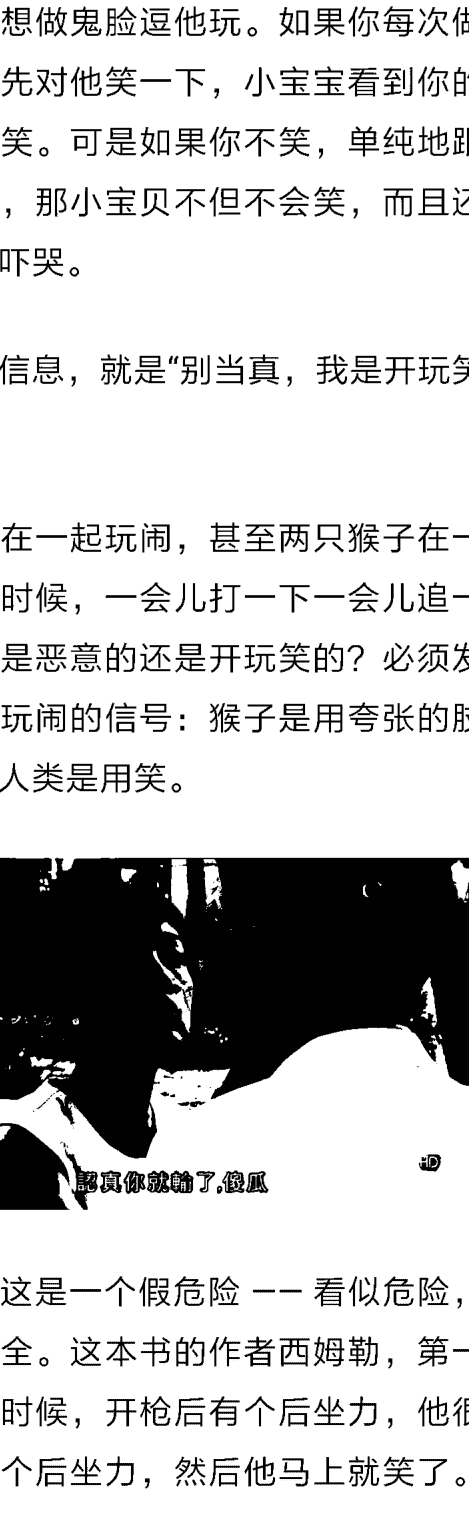 想做鬼脸逗他玩。如果你每次做
先对他笑一下，小宝宝看到你的
笑。可是如果你不笑，单纯地跟
，那小宝贝不但不会笑，而且还
吓哭。
信息，就是“别当真，我是开玩笑
在一起玩闹，甚至两只猴子在一
时候，一会儿打一下一会儿追一
是恶意的还是开玩笑的？必须发
玩闹的信号：猴子是用夸张的肢
人类是用笑。
HD
認真你就輸了,傻瓜
这是一个假危险 —— 看似危险，
全。这本书的作者西姆勒，第一
时候，开枪后有个后坐力，他很
个后坐力，然后他马上就笑了。